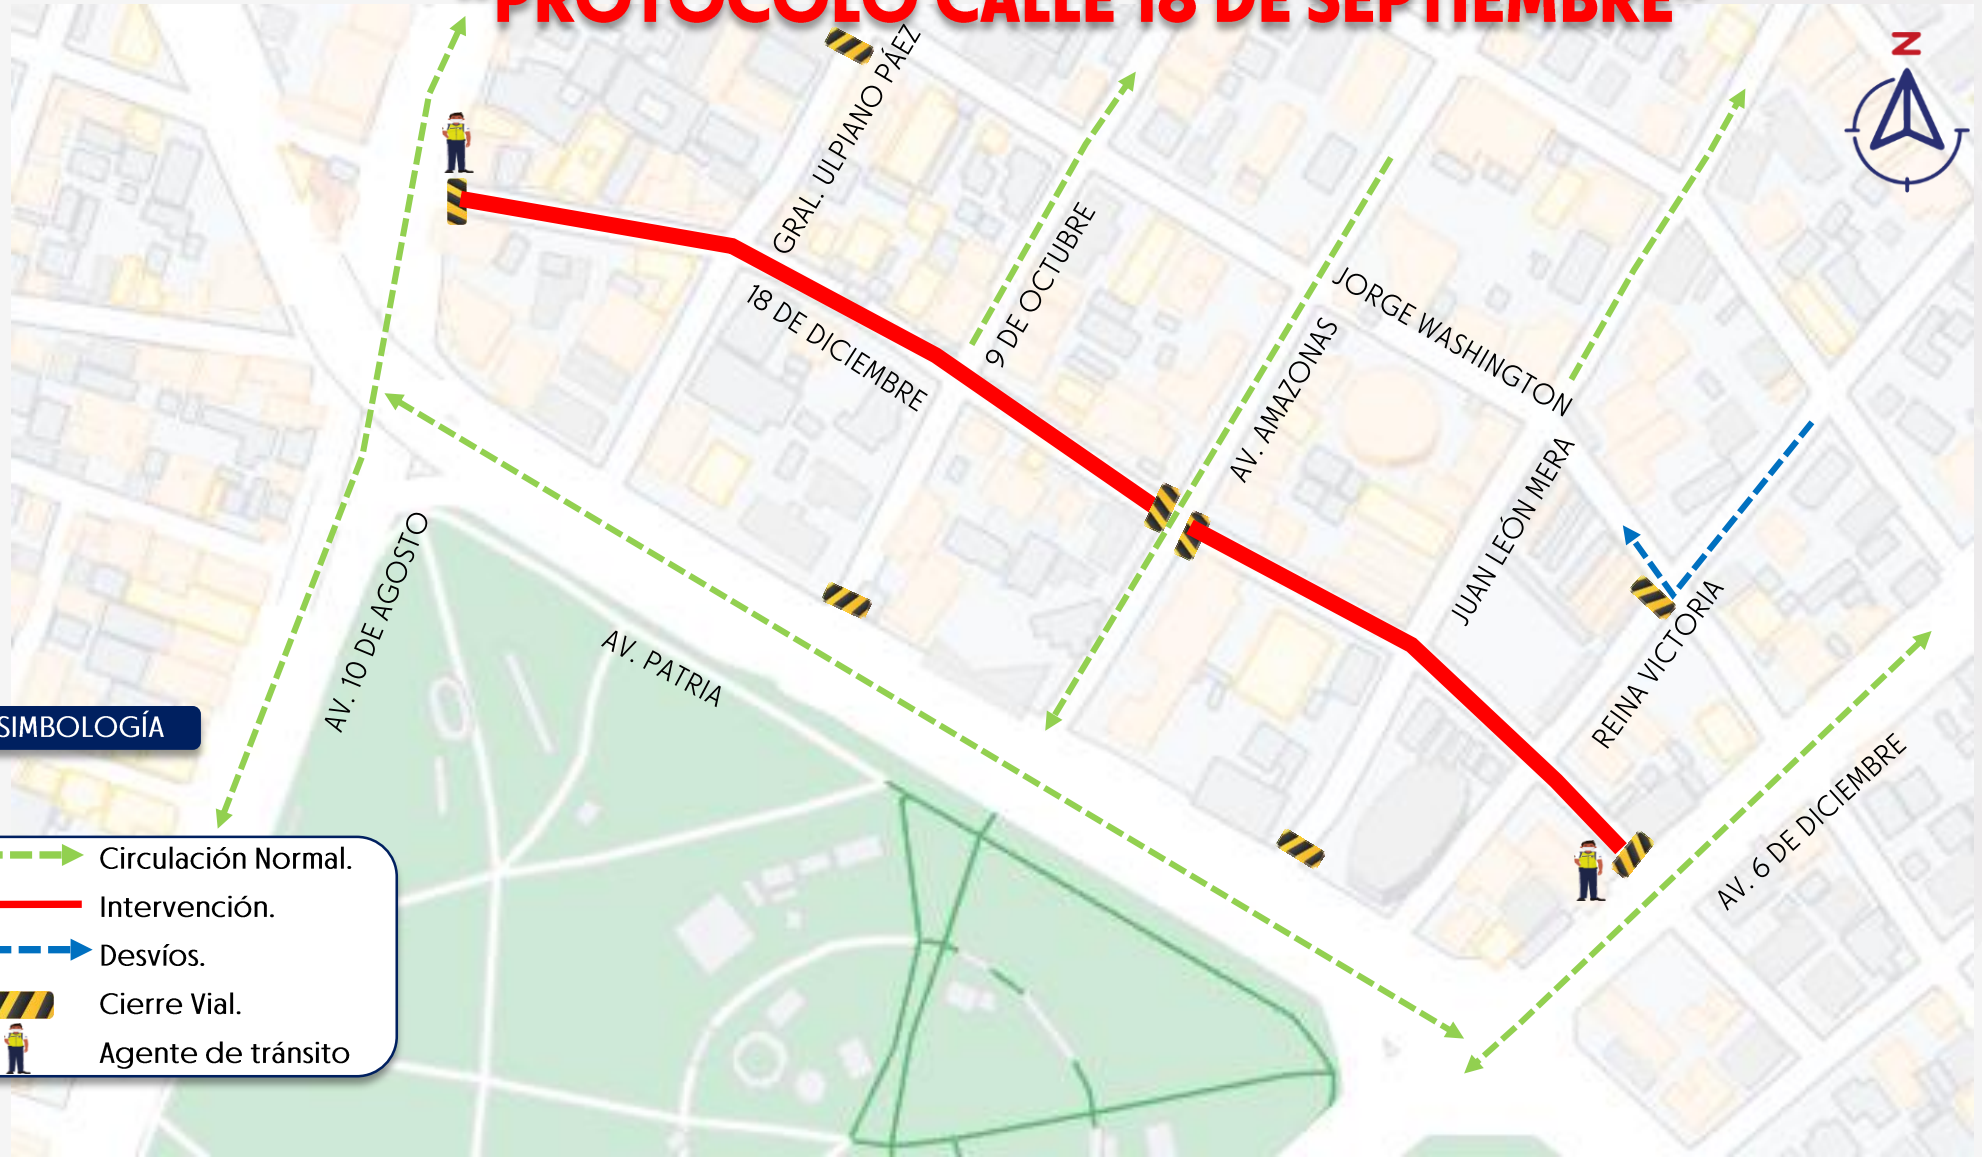 PROTOCOLO CALLE 18 DE SEPTIEMBRE
N
GRAL. ULPIANO PÁEZ
9 DE OCTUBRE
18 DE DICIEMBRE
JORGE WASHINGTON
AV. AMAZONAS
JUAN LEÓN MERA
REINA VICTORIA
AV. 10 DE AGOSTO
AV. PATRIA
AV. 6 DE DICIEMBRE
SIMBOLOGÍA
Circulación Normal.
Intervención.
Desvíos.
Cierre Vial.
Agente de tránsito